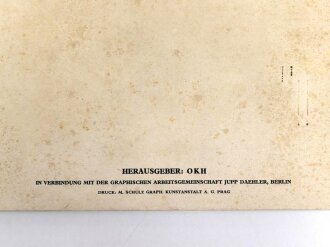 HERAUSGEBER: OKH
IN VERBINDUNG MIT DER GRAPHISCHEN ARBEITSGEMEINSCHAFT JUPP DAEHLER, BERLIN
DRUCK: M. SCHULZ GRAPH. KUNSTANSTALT A. G. PRAG